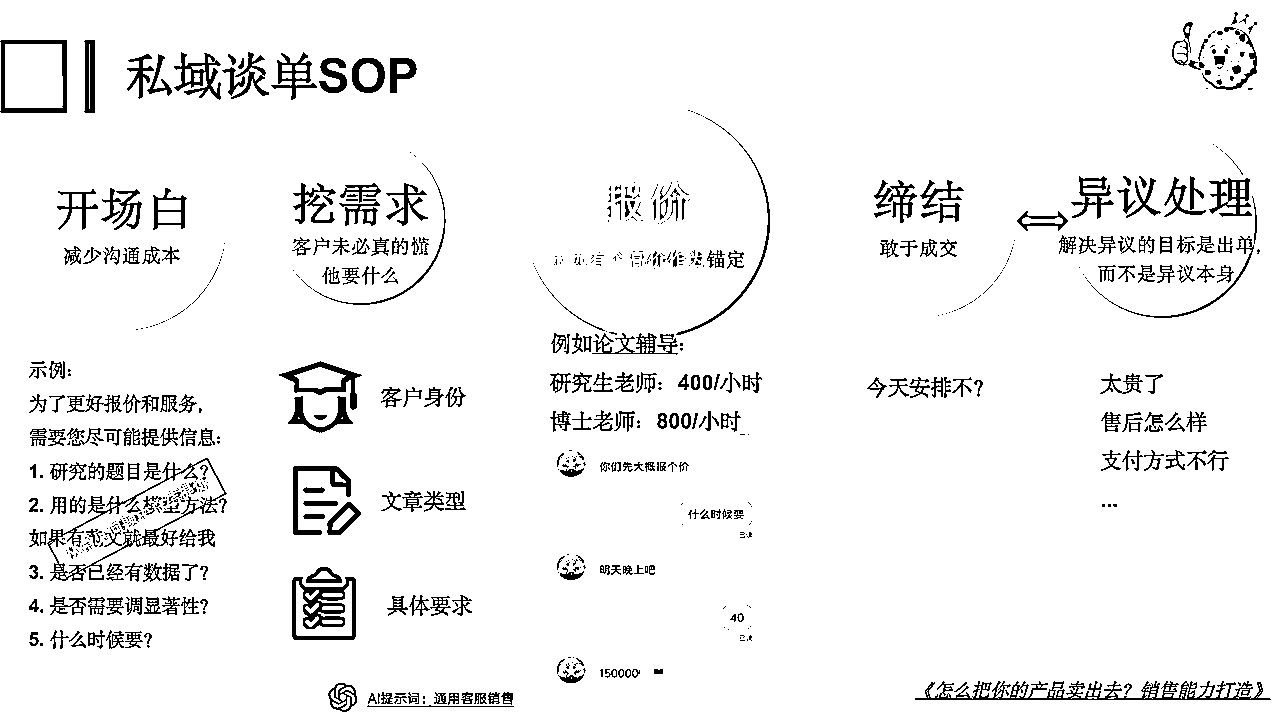 私域谈单SOP
开场白
减少沟通成本
示例:
为了更好报价和服务,
需要您尽可能提供信息:
1. 研究的题目是什么?
2. 用的是什么模型方法?
如果有范文就最好给我
3. 是否已经有数据了?
4. 是否需要调显著性?
5. 什么时候要?
挖需求
客户未必真的懂
他要什么
客户身份
文章类型
具体要求
AI提示词:通用客服销售
报价
锚定
例如论文辅导:
研究生老师:400/小时
博士老师:800/小时
你们先大概报个价
什么时候要
明天晚上吧
40
150000
缔结
敢于成交
今天安排不?
异议处理
解决异议的目标是出单,
而不是异议本身
太贵了
售后怎么样
支付方式不行
...
《怎么把你的产品卖出去?销售能力打造》